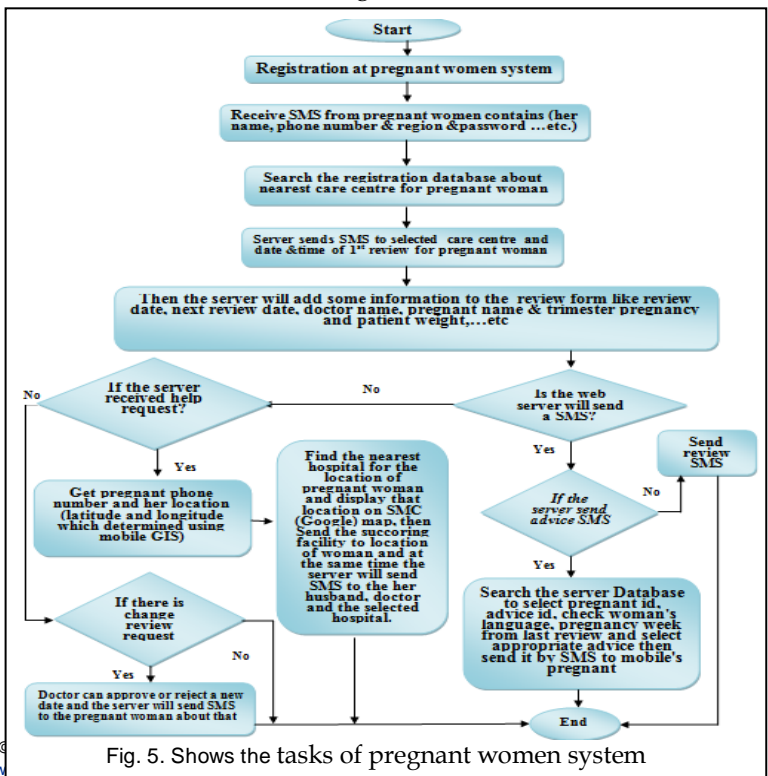 Start
Registration at pregnant women system
Receive SMS from pregnant women contains (her
name, phone number & region &password ...etc.)
Search the registration database about
nearest care centre for pregnant woman
Server sends SMS to selected care centre and
date &time of 1st review for pregnant woman
Then the server will add some information to the review form like review
date, next review date, doctor name, pregnant name & trimester pregnancy
and patient weight,...etc
Is the web
server will send
a SMS?
No
If the server
received help
request?
No
Yes
Get pregnant phone
number and her location
(latitude and longitude
which determined using
mobile GIS)
Find the nearest
hospital for the
location of
pregnant woman
and display that
location on SMC
(Google) map, then
Send the succoring
facility to location
of woman and at
the same time the
server will send
SMS to the her
husband, doctor
and the selected
hospital.
Yes
If the
server send
advice SMS
No
Send
review
SMS
Yes
Search the server Database
to select pregnant id,
advice id, check woman's
language, pregnancy week
from last review and select
appropriate advice then
send it by SMS to mobile's
pregnant
If there is
change
review
request
No
Yes
Doctor can approve or reject a new
date and the server will send SMS
to the pregnant woman about that
End
Fig. 5. Shows the tasks of pregnant women system